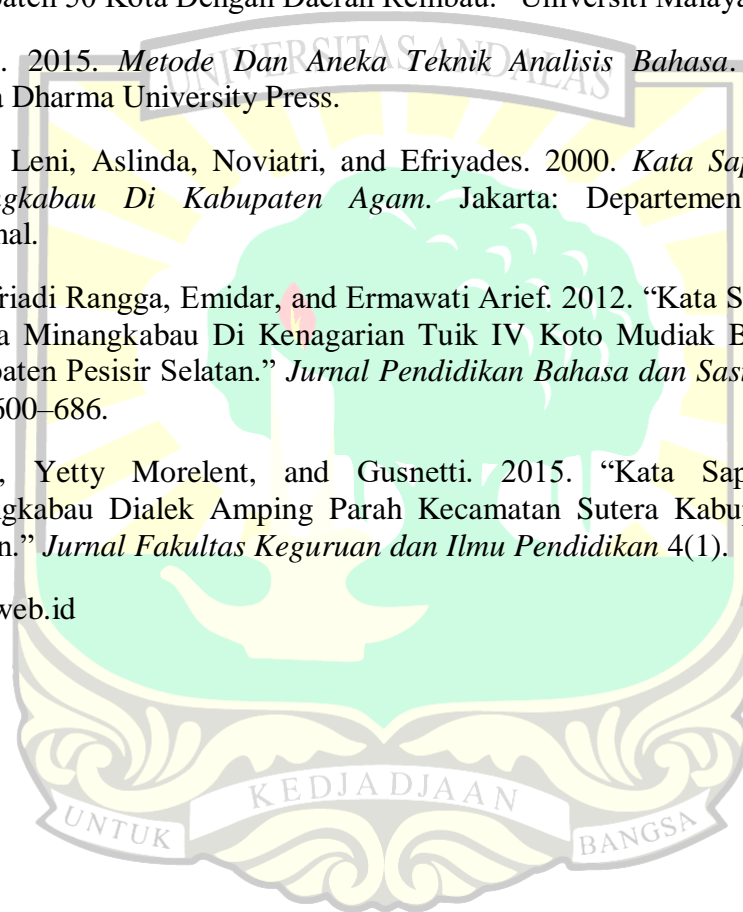 paten 50 Kota Dengan Daerah Rembau." Universiti Malaya
. 2015. Metode Dan Aneka Teknik Analisis Bahasa.
a Dharma University Press.
Leni, Aslinda, Noviatri, and Efriyades. 2000. Kata Sap
gkabau Di Kabupaten Agam. Jakarta: Departemen
nal.
riadi Rangga, Emidar, and Ermawati Arief. 2012. “Kata S
a Minangkabau Di Kenagarian Tuik IV Koto Mudiak B
paten Pesisir Selatan.” Jurnal Pendidikan Bahasa dan Sast
600–686.
, Yetty Morelent, and Gusnetti. 2015. “Kata Sap
gkabau Dialek Amping Parah Kecamatan Sutera Kabup
n.” Jurnal Fakultas Keguruan dan Ilmu Pendidikan 4(1).
web.id
UNIVERSITAS ANDALAS
UNTUK KEDJADJAAN BANGSA